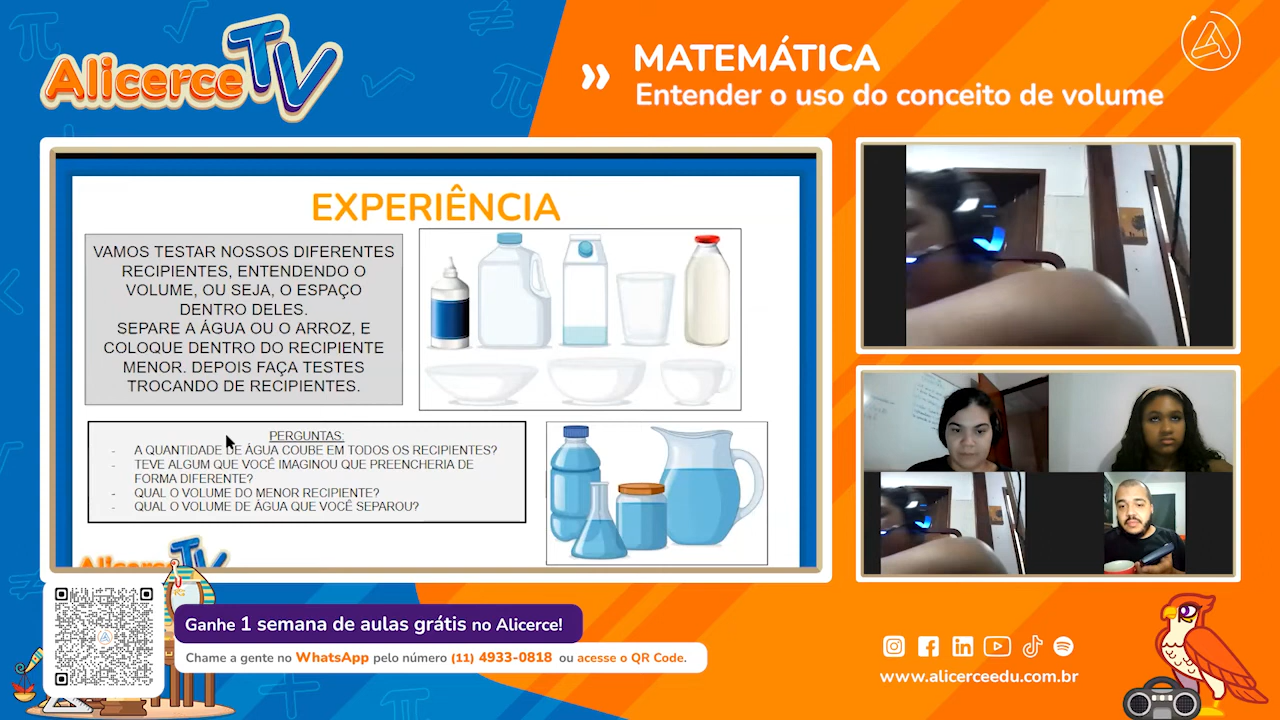 Alicerce TV
MATEMÁTICA
Entender o uso do conceito de volume
EXPERIÊNCIA
VAMOS TESTAR NOSSOS DIFERENTES
RECIPIENTES, ENTENDENDO O
VOLUME, OU SEJA, O ESPAÇO
DENTRO DELES.
SEPARE A ÁGUA OU O ARROZ, E
COLOQUE DENTRO DO RECIPIENTE
MENOR. DEPOIS FAÇA TESTES
TROCANDO DE RECIPIENTES.
PERGUNTAS:
- A QUANTIDADE DE ÁGUA COUBE EM TODOS OS RECIPIENTES?
- TEVE ALGUM QUE VOCÊ IMAGINOU QUE PREENCHERIA DE
FORMA DIFERENTE?
- QUAL O VOLUME DO MENOR RECIPIENTE?
- QUAL O VOLUME DE ÁGUA QUE VOCÊ SEPAROU?
Alicerce TV
Ganhe 1 semana de aulas grátis no Alicerce!
Chame a gente no WhatsApp pelo número (11) 4933-0818 ou acesse o QR Code.
www.alicerceedu.com.br